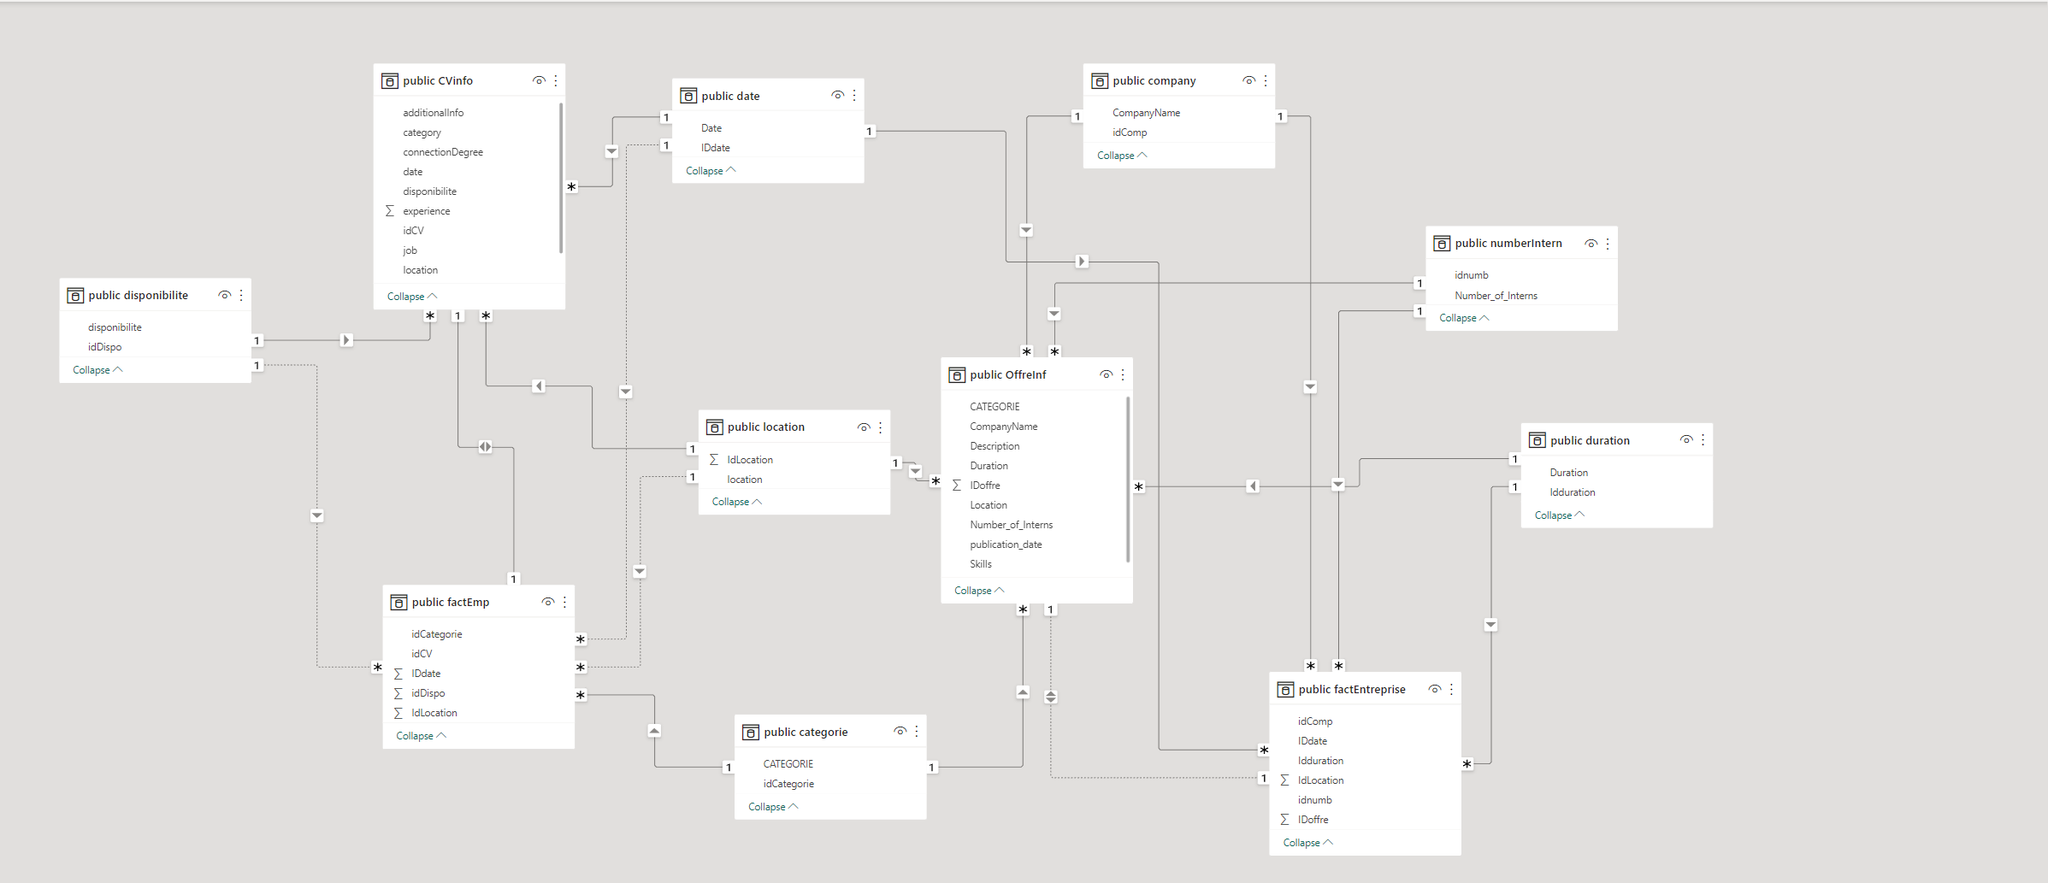 public CVinfo
additionalInfo
category
connectionDegree
date
disponibilite
experience
idCV
job
location
Collapse
public date
Date
IDdate
Collapse
public company
CompanyName
idComp
Collapse
public numberIntern
idnumb
Number_of_Interns
Collapse
public disponibilite
disponibilite
idDispo
Collapse
public OffreInf
CATEGORIE
CompanyName
Description
Duration
IDoffre
Location
Number_of_Interns
publication_date
Skills
Collapse
public location
IdLocation
location
Collapse
public duration
Duration
Idduration
Collapse
public factEmp
idCategorie
idCV
IDdate
idDispo
IdLocation
Collapse
public categorie
CATEGORIE
idCategorie
Collapse
public factEntreprise
idComp
IDdate
Idduration
IdLocation
idnumb
IDoffre
Collapse
1
1
*
1
1
1
1
1
1
1
*
1
*
*
*
1
1
1
*
*
1
1
1
1
*
*
1
*
*
*
*
1
1
*
1
*
*
*
1